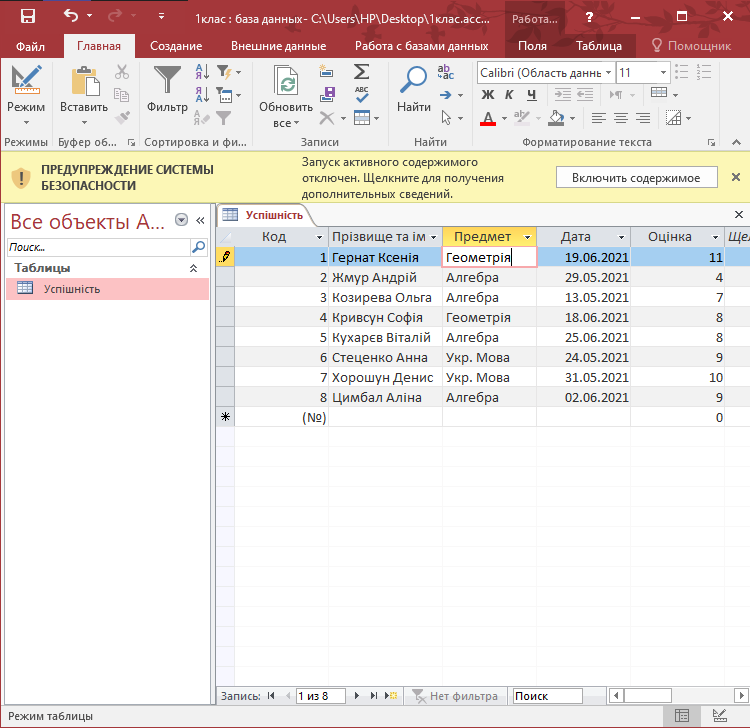 1клас : база данных- C:\Users\HP\Desktop\1клас.acc... Работа... ?
Файл Главная Создание Внешние данные Работа с базами данных Поля Таблица Помощник
Режим Вставить Фильтр Обновить все Найти
Calibri (Область данны 11
Ж К Ч
Режимы Буфер об... Сортировка и фи... Записи Найти Форматирование текста
ПРЕДУПРЕЖДЕНИЕ СИСТЕМЫ БЕЗОПАСНОСТИ
Запуск активного содержимого
отключен. Щелкните для получения
дополнительных сведений.
Включить содержимое
Все объекты A...
Поиск...
Таблицы
Успішність
Успішність
Код Прізвище та ім Предмет Дата Оцінка Щел
1 Гернат Ксенія Геометрія 19.06.2021 11
2 Жмур Андрій Алгебра 29.05.2021 4
3 Козирева Ольга Алгебра 13.05.2021 7
4 Кривсун Софія Геометрія 18.06.2021 8
5 Кухарєв Віталій Алгебра 25.06.2021 8
6 Стеценко Анна Укр. Мова 24.05.2021 9
7 Хорошун Денис Укр. Мова 31.05.2021 10
8 Цимбал Аліна Алгебра 02.06.2021 9
(№) 0
Запись: 1 из 8 Нет фильтра Поиск
Режим таблицы